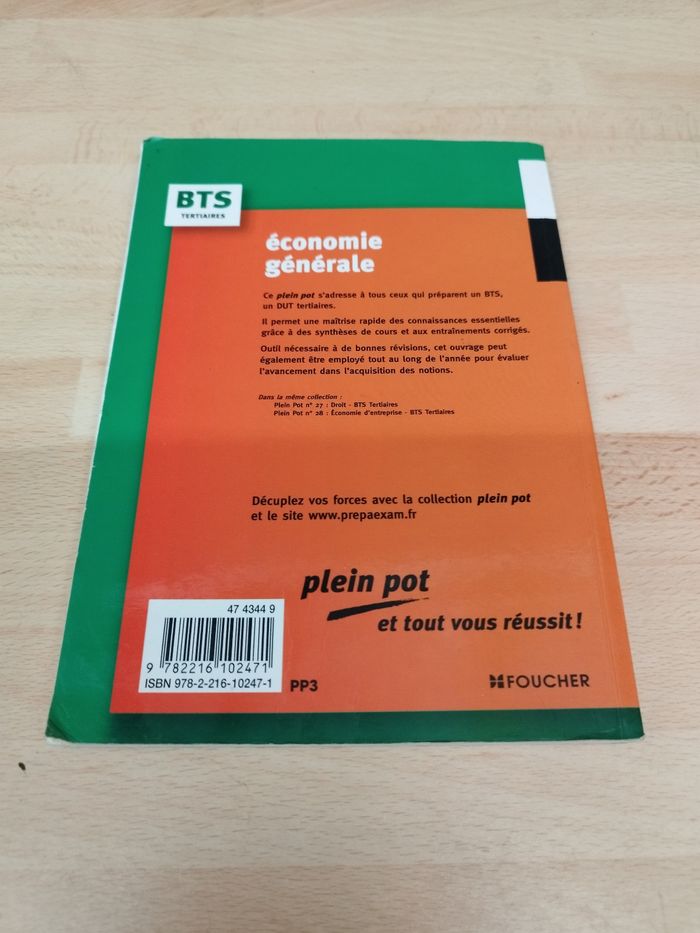 BTS
TERTIAIRES
économie
générale
Ce plein pot s'adresse à tous ceux qui préparent un BTS,
un DUT tertiaires.
Il permet une maîtrise rapide des connaissances essentielles
grâce à des synthèses de cours et aux entraînements corrigés.
Outil nécessaire à de bonnes révisions, cet ouvrage peut
également être employé tout au long de l'année pour évaluer
l'avancement dans l'acquisition des notions.
Dans la même collection :
Plein Pot n° 27 : Droit - BTS Tertiaires
Plein Pot n° 28 : Économie d'entreprise - BTS Tertiaires
Décuplez vos forces avec la collection plein pot
et le site www.prepaexam.fr
plein pot
et tout vous réussit !
47 4344 9
9 782216 102471
ISBN 978-2-216-10247-1
PP3
FOUCHER